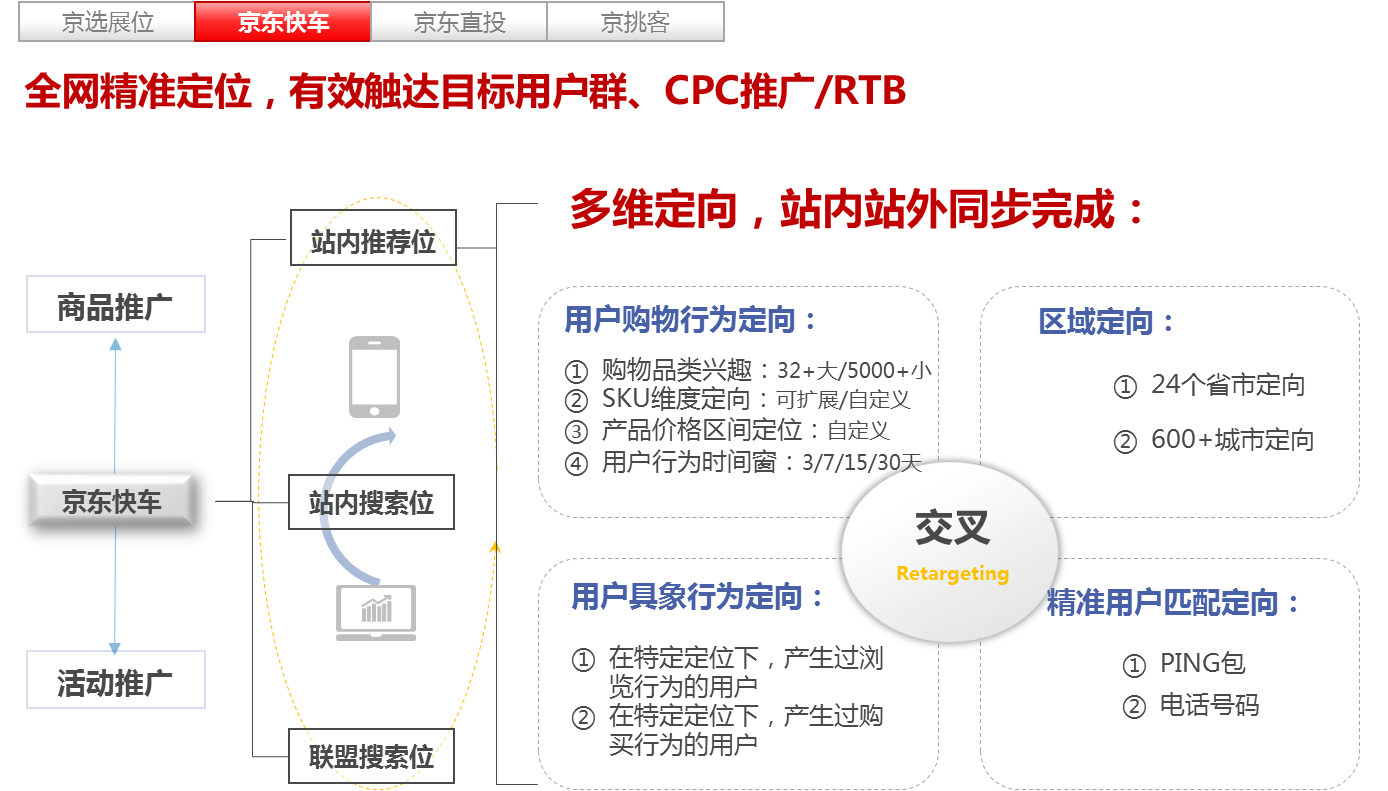 京选展位
京东快车
京东直投
京挑客
全网精准定位，有效触达目标用户群、CPC推广/RTB
商品推广
京东快车
活动推广
站内推荐位
站内搜索位
联盟搜索位
多维定向，站内站外同步完成：
用户购物行为定向：
① 购物品类兴趣：32+大/5000+小
② SKU维度定向：可扩展/自定义
③ 产品价格区间定位：自定义
④ 用户行为时间窗：3/7/15/30天
区域定向：
① 24个省市定向
② 600+城市定向
交叉
Retargeting
用户具象行为定向：
① 在特定定位下，产生过浏
览行为的用户
② 在特定定位下，产生过购
买行为的用户
精准用户匹配定向：
① PING包
② 电话号码